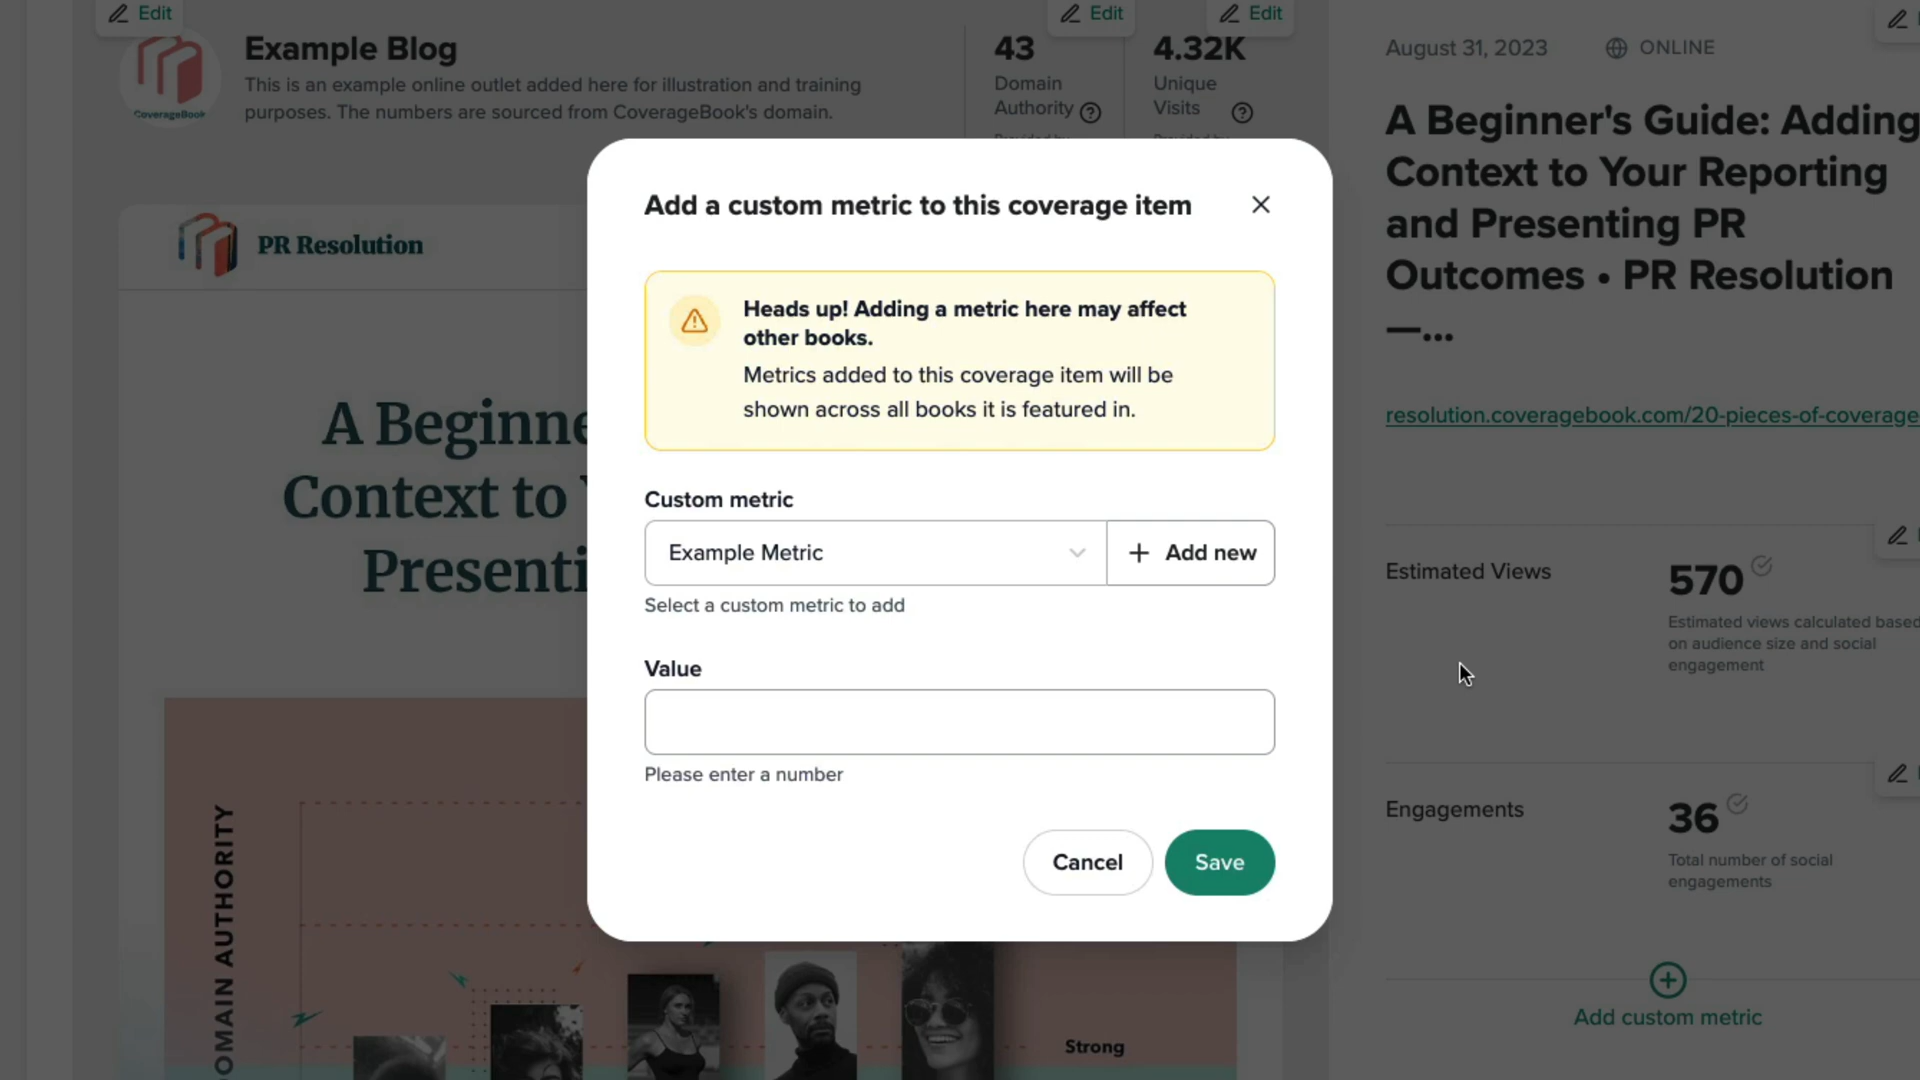 Edit
Edit
Edit
CoverageBook
Example Blog
This is an example online outlet added here for illustration and training
purposes. The numbers are sourced from CoverageBook's domain.
43
Domain
Authority
4.32K
Unique
Visits
August 31, 2023
ONLINE
A Beginner's Guide: Adding
Context to Your Reporting
and Presenting PR
Outcomes • PR Resolution
—...
resolution.coveragebook.com/20-pieces-of-coverage
PR Resolution
A Beginne
Context to
Presenti
DOMAIN AUTHORITY
Strong
Add a custom metric to this coverage item
Heads up! Adding a metric here may affect
other books.
Metrics added to this coverage item will be
shown across all books it is featured in.
Custom metric
Example Metric
Add new
Select a custom metric to add
Value
Please enter a number
Cancel
Save
Estimated Views
570
Estimated views calculated based
on audience size and social
engagement
Engagements
36
Total number of social
engagements
Add custom metric